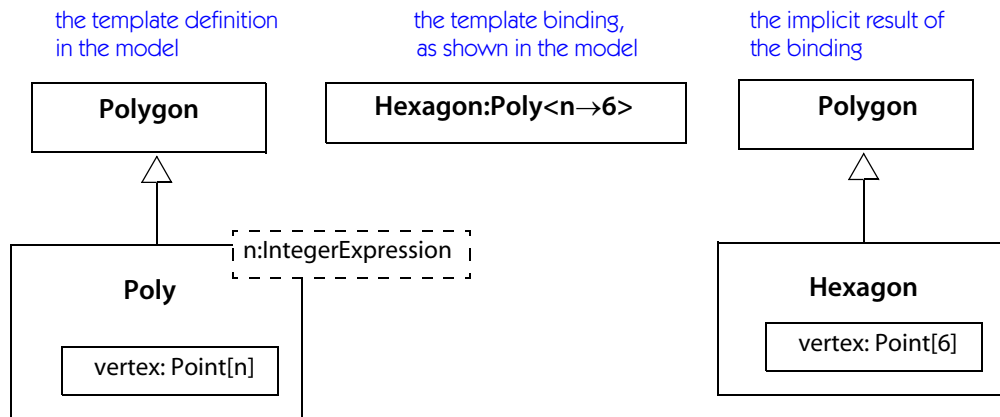 the template definition
in the model
the template binding,
as shown in the model
the implicit result of
the binding
Polygon
Hexagon:Poly<n→6>
Polygon
n:IntegerExpression
Poly
vertex: Point[n]
Hexagon
vertex: Point[6]